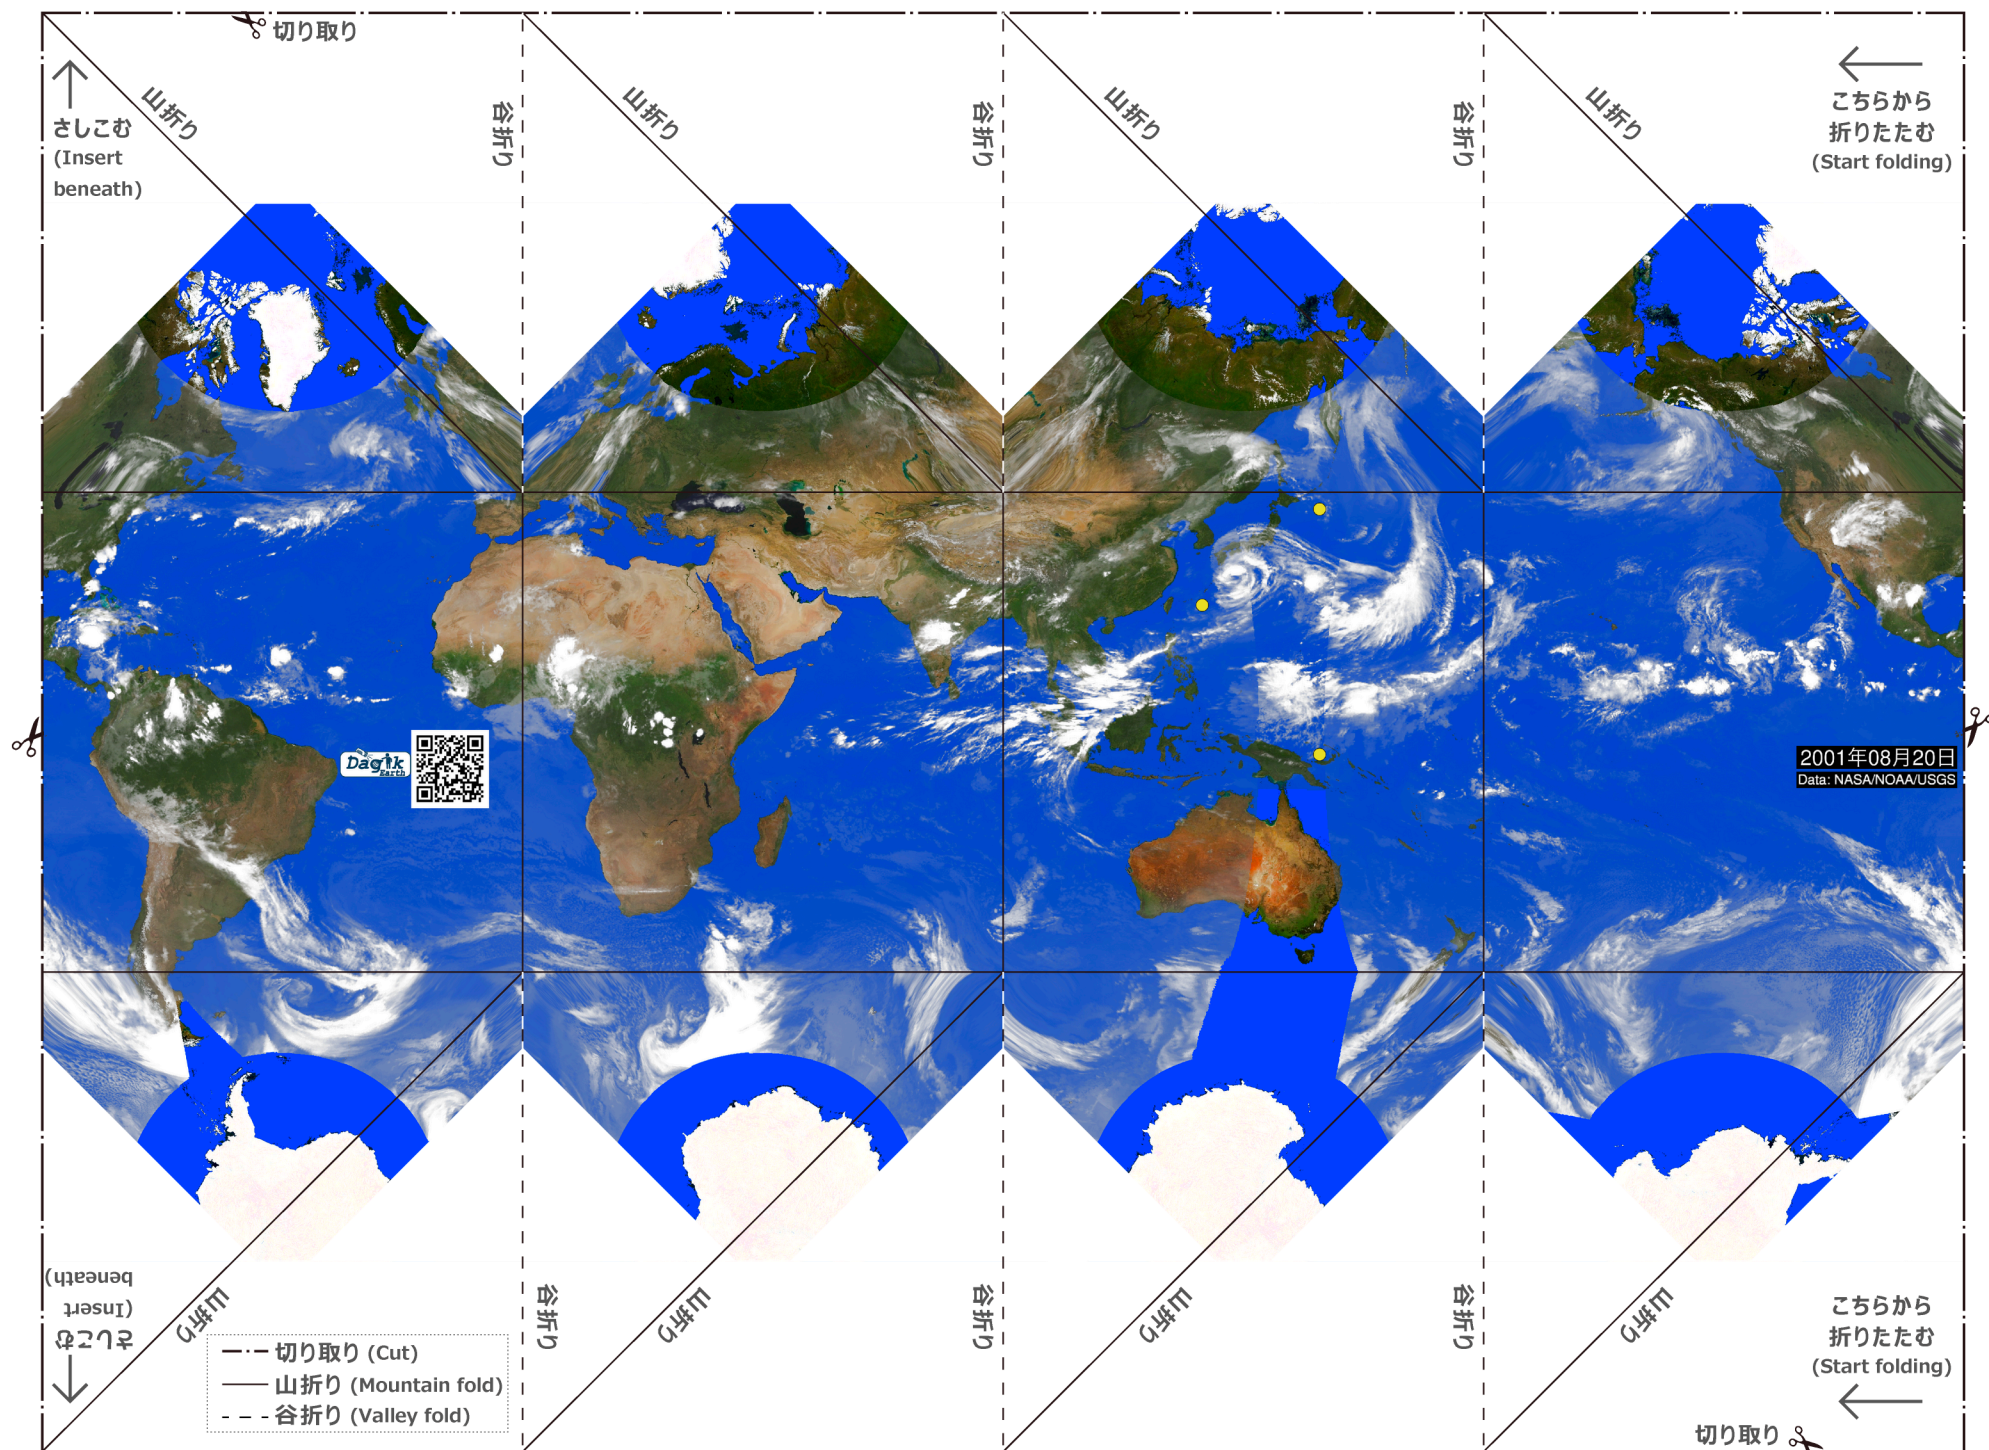 切り取り
さしこむ
(Insert
beneath)
山折り
谷折り
山折り
谷折り
山折り
谷折り
山折り
こちらから
折りたたむ
(Start folding)
Dagik
Earth
2001年08月20日
Data: NASA/NOAA/USGS
さしこむ
(Insert
beneath)
山折り
谷折り
山折り
谷折り
山折り
谷折り
山折り
こちらから
折りたたむ
(Start folding)
切り取り (Cut)
山折り (Mountain fold)
谷折り (Valley fold)
切り取り